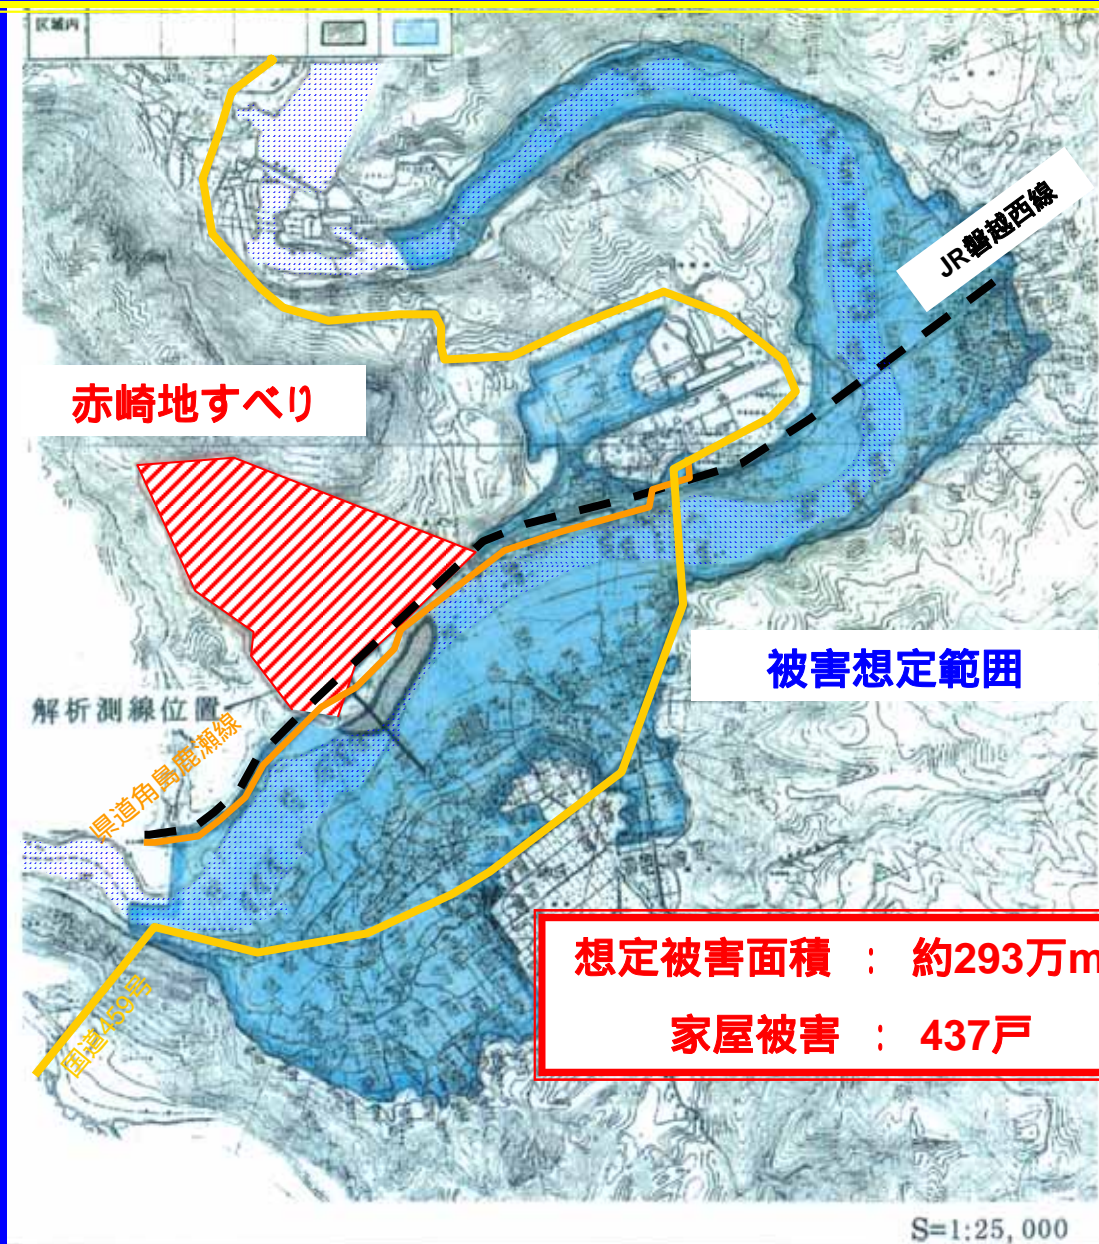 区域内
JR磐越西線
赤崎地すべり
被害想定範囲
解析測線位置
県道角島鹿瀬線
国道459号
想定被害面積 : 約293万m
家屋被害 : 437戸
S=1:25,000